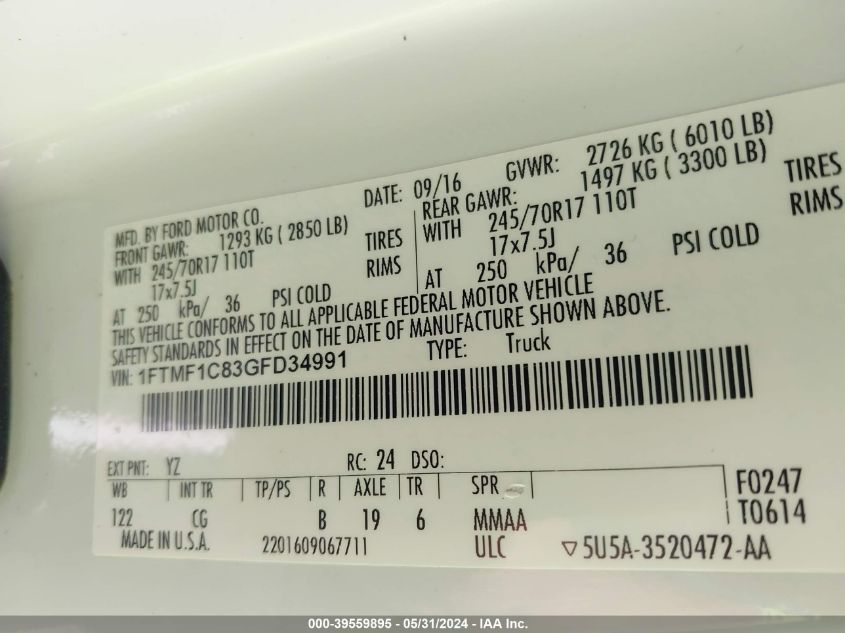 MFD. BY FORD MOTOR CO. DATE: 09/16 GVWR: 2726 KG ( 6010 LB)
FRONT GAWR: 1293 KG ( 2850 LB) REAR GAWR: 1497 KG ( 3300 LB)
WITH 245/70R17 110T TIRES WITH 245/70R17 110T TIRES
17x7.5J RIMS 17x7.5J RIMS
AT 250 kPa/ 36 PSI COLD AT 250 kPa/ 36 PSI COLD
THIS VEHICLE CONFORMS TO ALL APPLICABLE FEDERAL MOTOR VEHICLE
SAFETY STANDARDS IN EFFECT ON THE DATE OF MANUFACTURE SHOWN ABOVE.
VIN: 1FTMF1C83GFD34991 TYPE: Truck
EXT PNT: YZ RC: 24 DSO:
WB INT TR TP/PS R AXLE TR SPR F0247
122 CG B 19 6 MMAA T0614
MADE IN U.S.A. 2201609067711 ULC ▽5U5A-3520472-AA
000-39559895 - 05/31/2024 - IAA Inc.